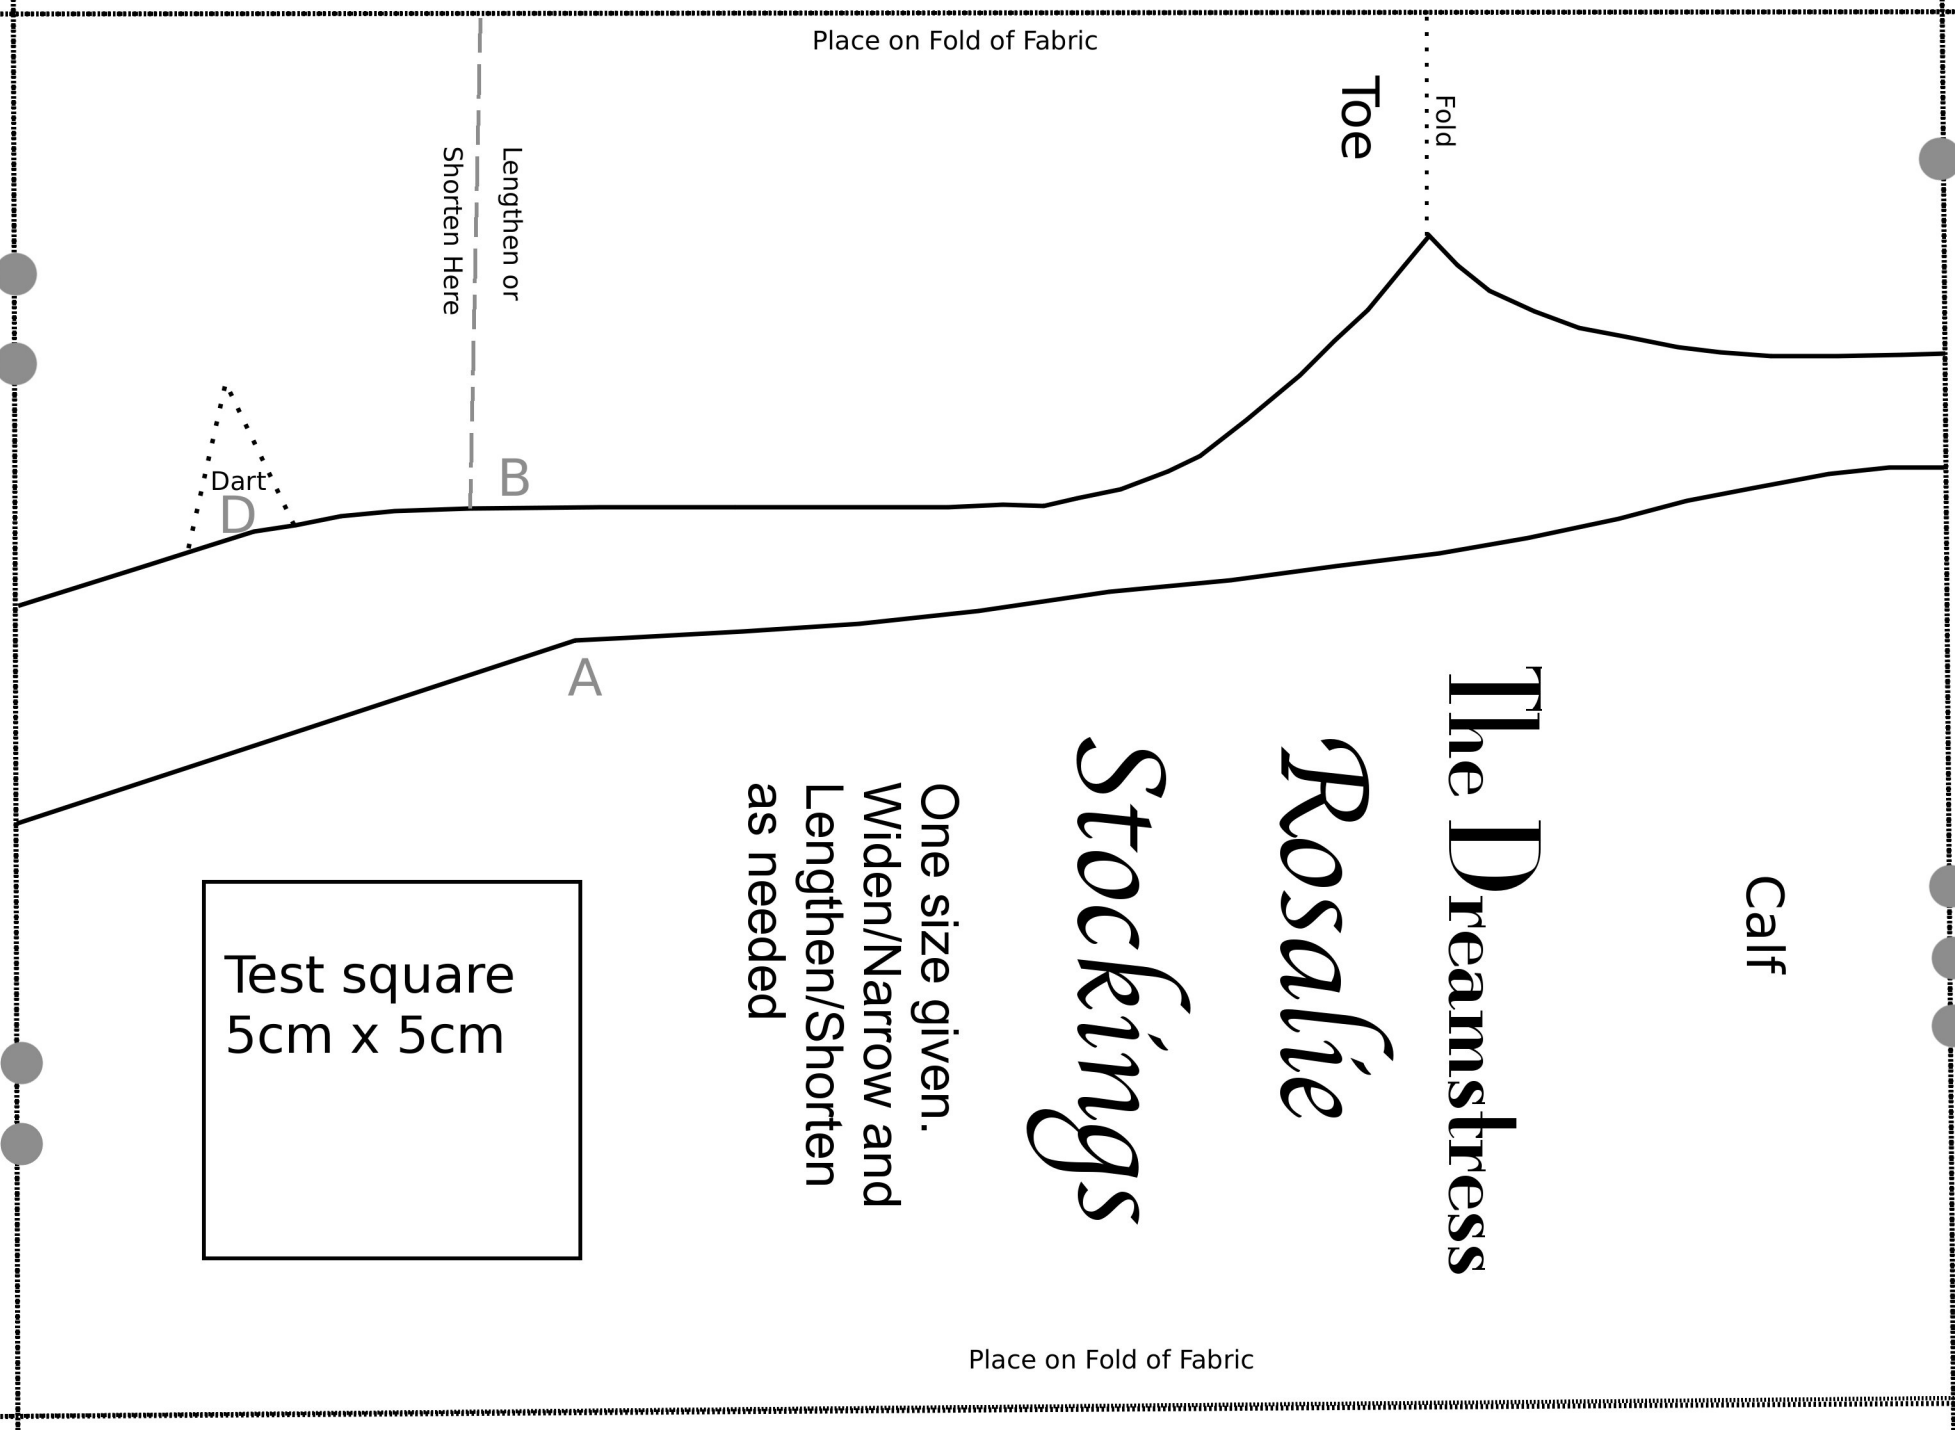 Place on Fold of Fabric
Toe
Fold
Lengthen or
Shorten Here
Dart
D
B
A
The Dreamstress
Rosalie
Stockings
One size given.
Widen/Narrow and
Lengthen/Shorten
as needed
Calf
Test square
5cm x 5cm
Place on Fold of Fabric